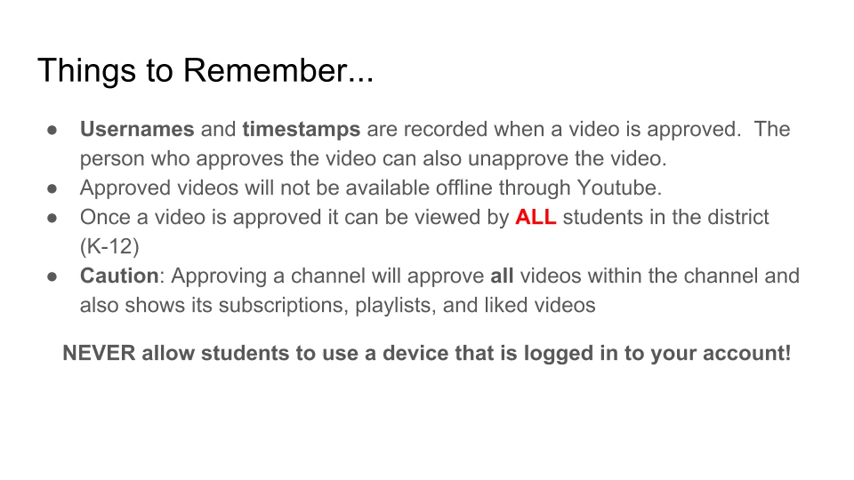 Things to Remember...
● Usernames and timestamps are recorded when a video is approved.  The
person who approves the video can also unapprove the video.
● Approved videos will not be available offline through Youtube.
● Once a video is approved it can be viewed by ALL students in the district
(K-12)
● Caution: Approving a channel will approve all videos within the channel and
also shows its subscriptions, playlists, and liked videos
NEVER allow students to use a device that is logged in to your account!